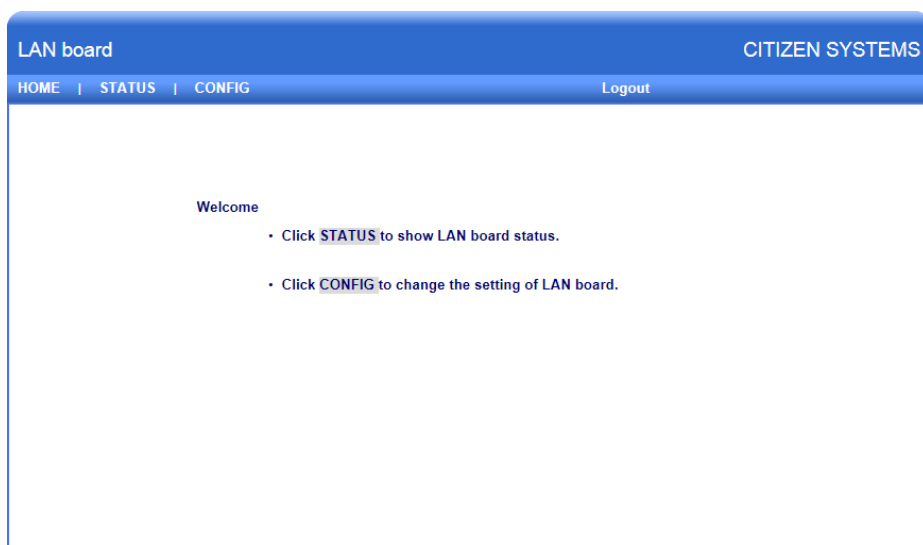 LAN board CITIZEN SYSTEMS
HOME | STATUS | CONFIG Logout
Welcome
• Click STATUS to show LAN board status.
• Click CONFIG to change the setting of LAN board.